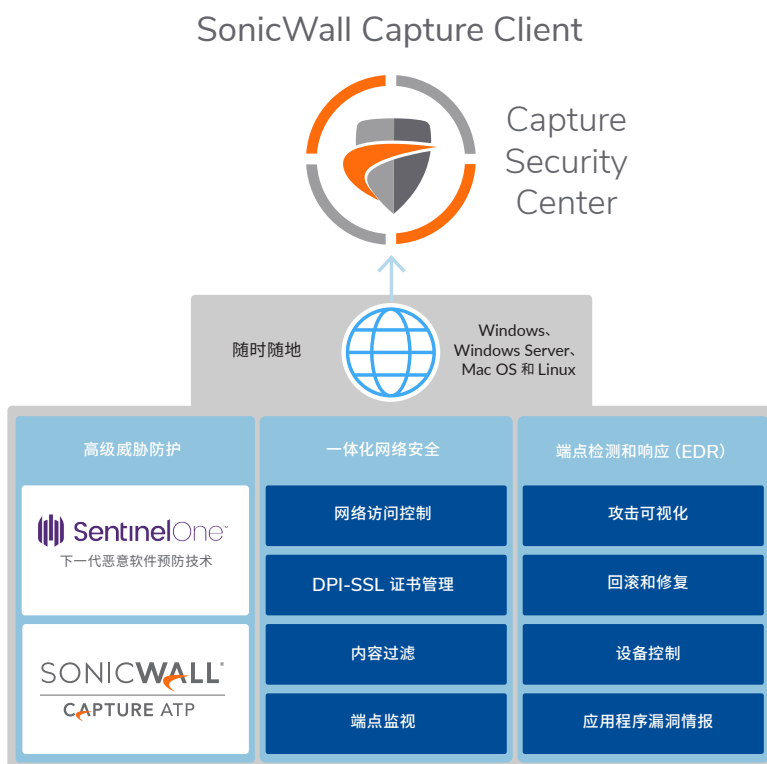 SonicWall Capture Client
Capture
Security
Center
随时随地
Windows、
Windows Server、
Mac OS 和 Linux
高级威胁防护
SentinelOne™
下一代恶意软件预防技术
SONICWALL®
CAPTURE ATP
一体化网络安全
网络访问控制
DPI-SSL 证书管理
内容过滤
端点监视
端点检测和响应 (EDR)
攻击可视化
回滚和修复
设备控制
应用程序漏洞情报